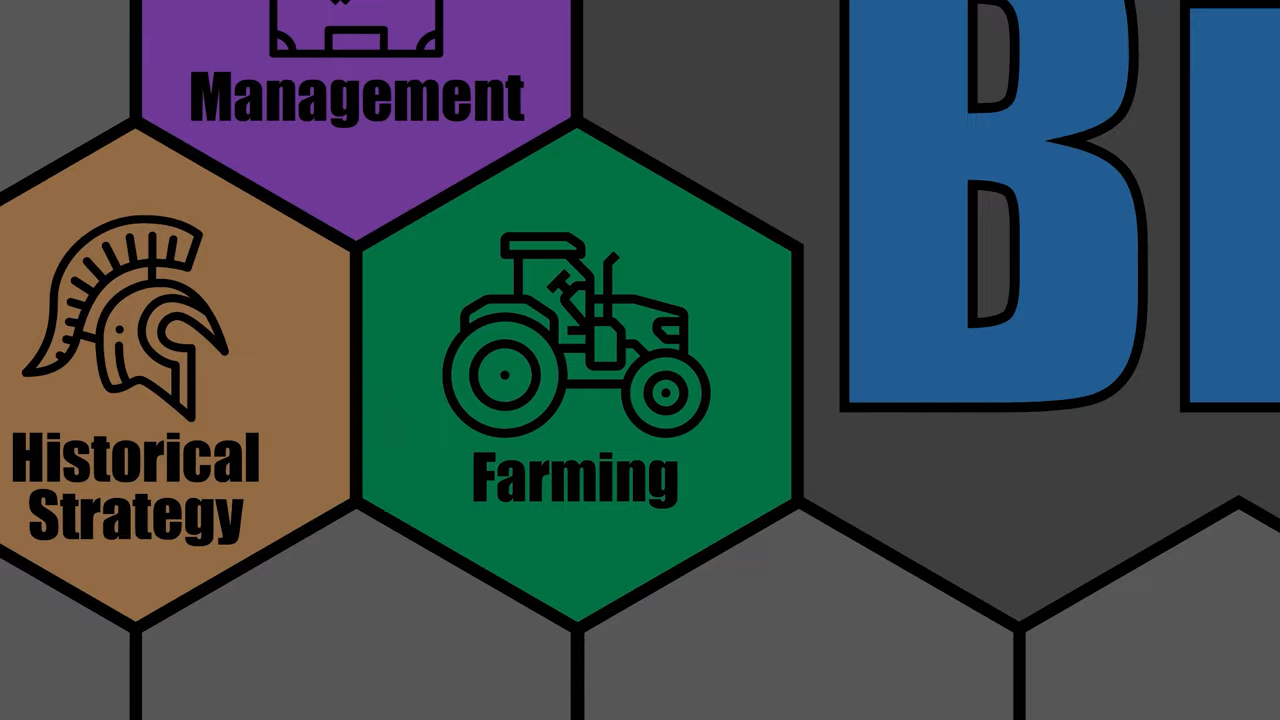 Management
Historical
Strategy
Farming
B